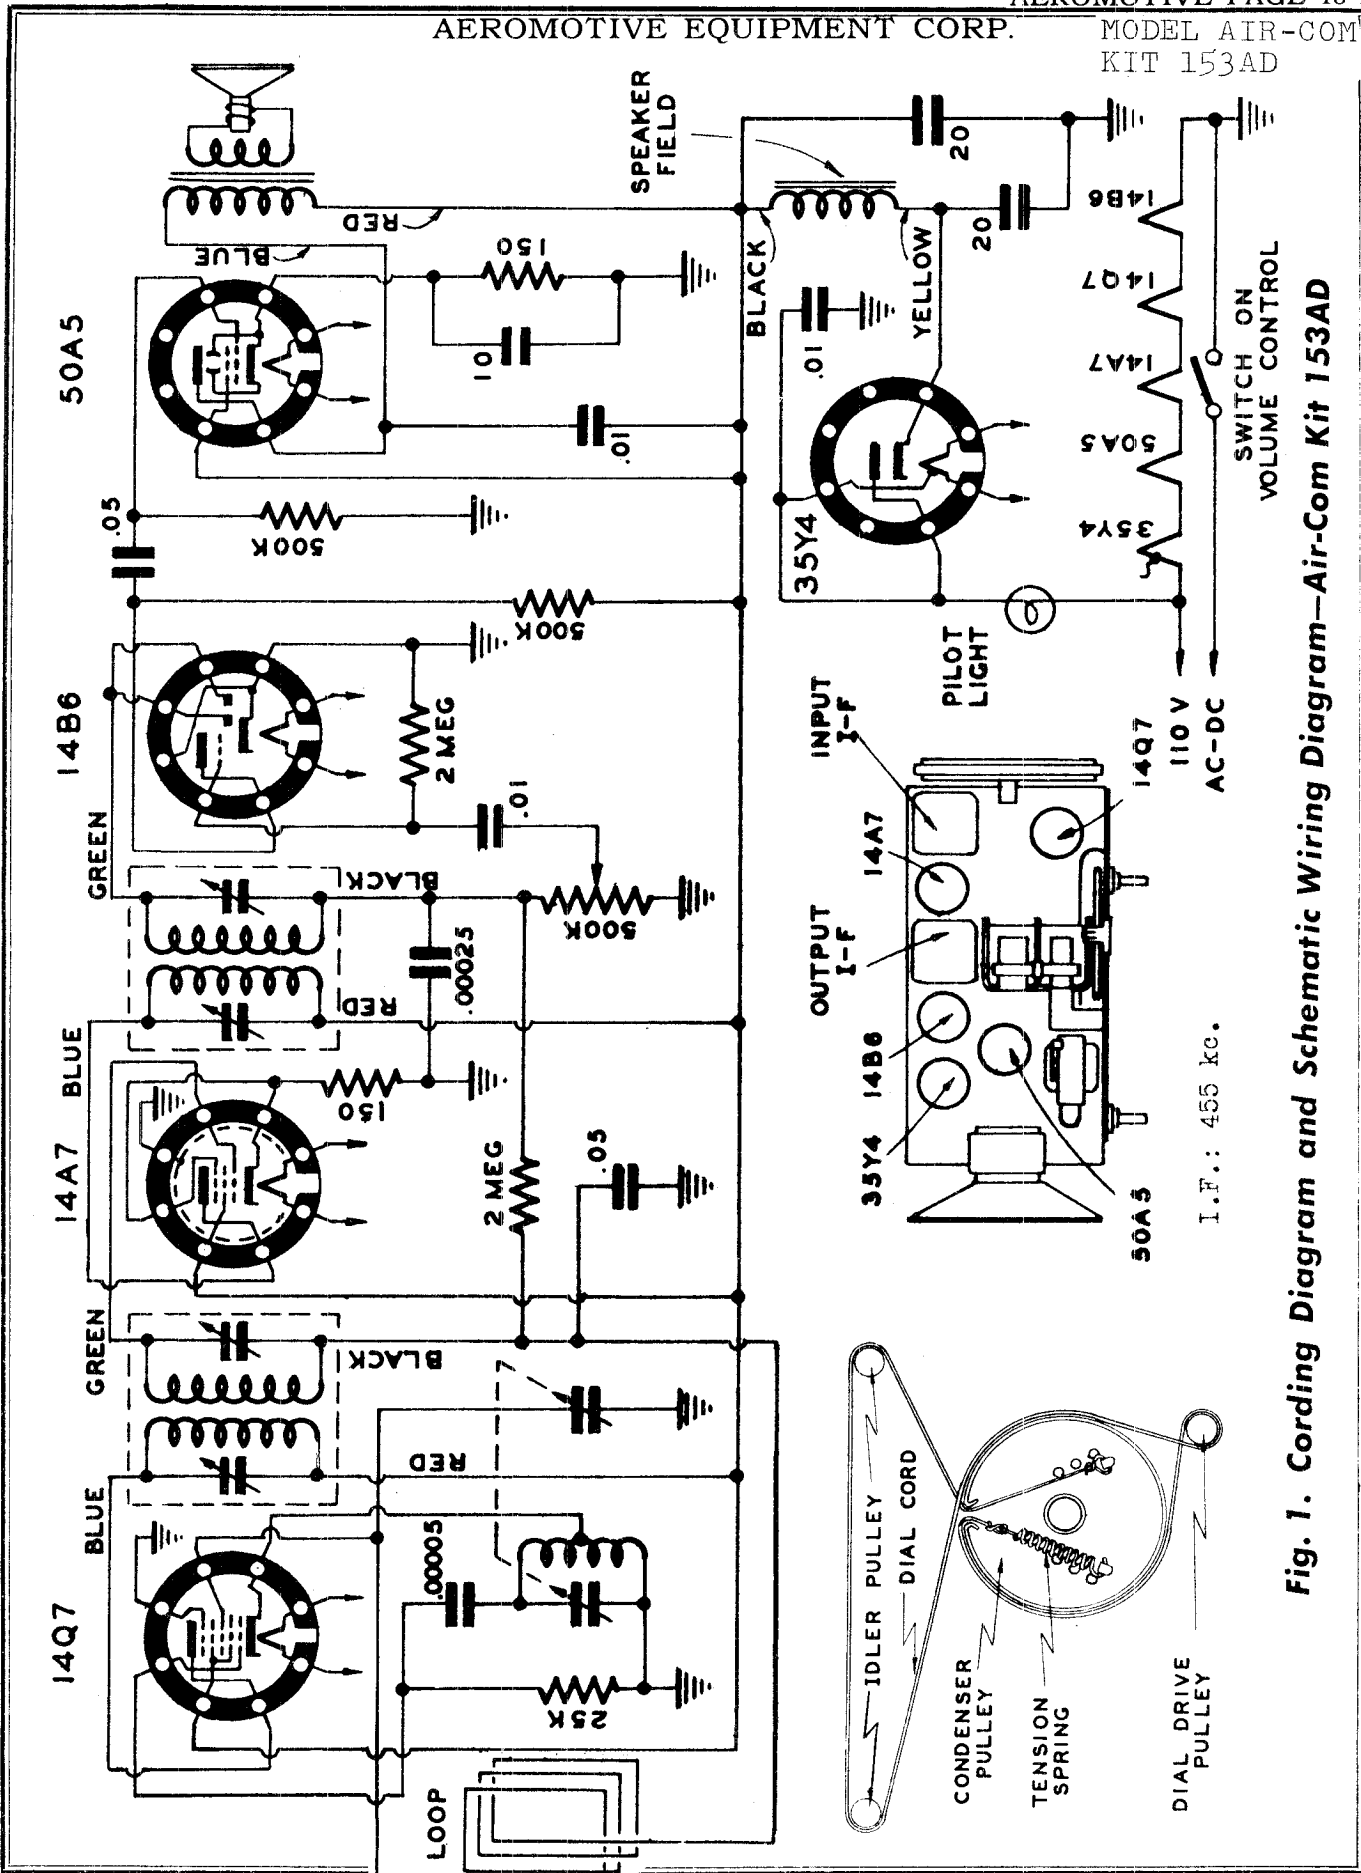 AEROMOTIVE PAGE 15
AEROMOTIVE EQUIPMENT CORP.
MODEL AIR-COM
KIT 153AD
14Q7
BLUE
GREEN
14A7
BLUE
GREEN
14B6
.05
50A5
RED
BLACK
150
RED
BLACK
2 MEG
500K
BLUE
RED
150
10
SPEAKER
FIELD
.00005
7
2 MEG
.05
.00025
500K
.01
500K
.01
25K
LOOP
BLACK
YELLOW
20
20
.01
35Y4
PILOT
LIGHT
35Y4
50A5
14A7
14Q7
14B6
SWITCH ON
VOLUME CONTROL
110 V
AC-DC
35Y4
14B6
OUTPUT
I-F
14A7
INPUT
I-F
50A5
14Q7
I.F.: 455 kc.
IDLER PULLEY
DIAL CORD
CONDENSER
PULLEY
TENSION
SPRING
DIAL DRIVE
PULLEY
Fig. 1. Cording Diagram and Schematic Wiring Diagram—Air-Com Kit 153AD